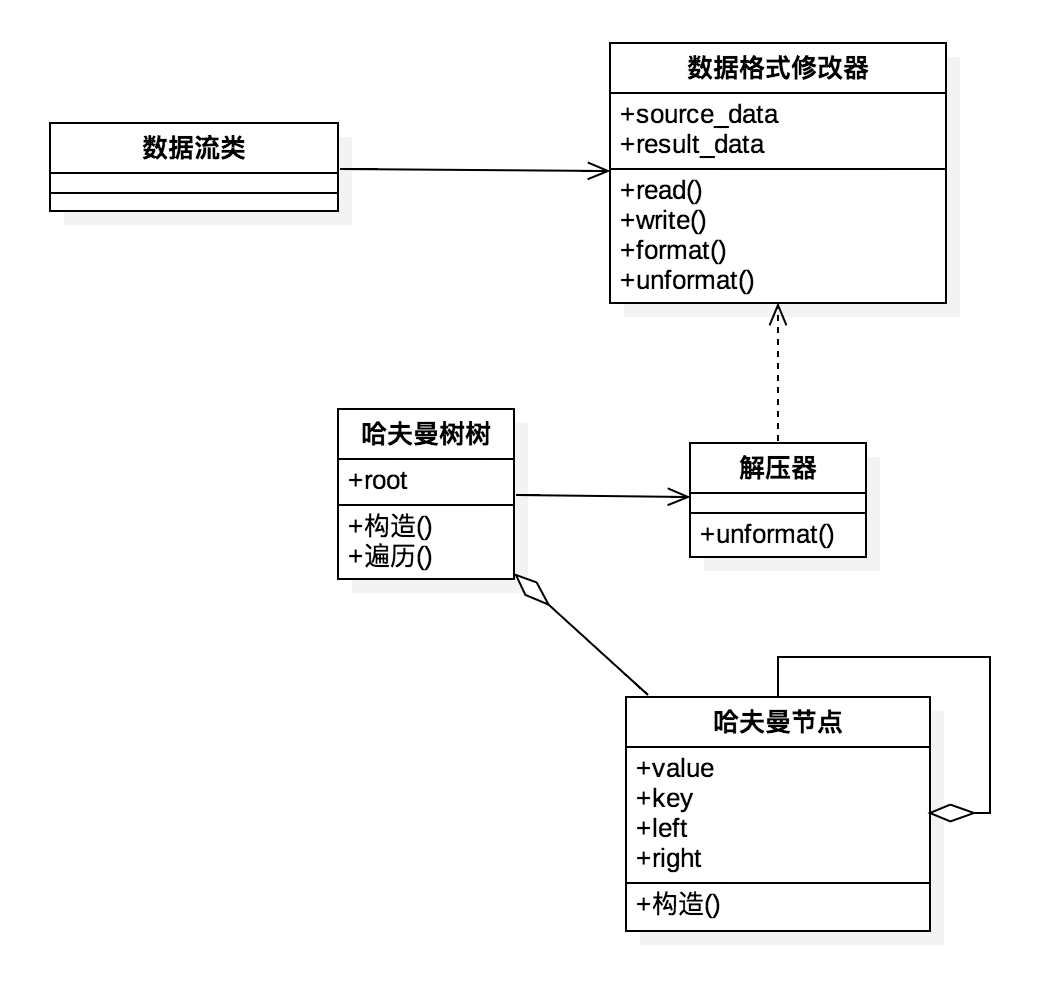 数据格式修改器
+source_data
+result_data
+read()
+write()
+format()
+unformat()
数据流类
哈夫曼树树
+root
+构造()
+遍历()
解压器
+unformat()
哈夫曼节点
+value
+key
+left
+right
+构造()